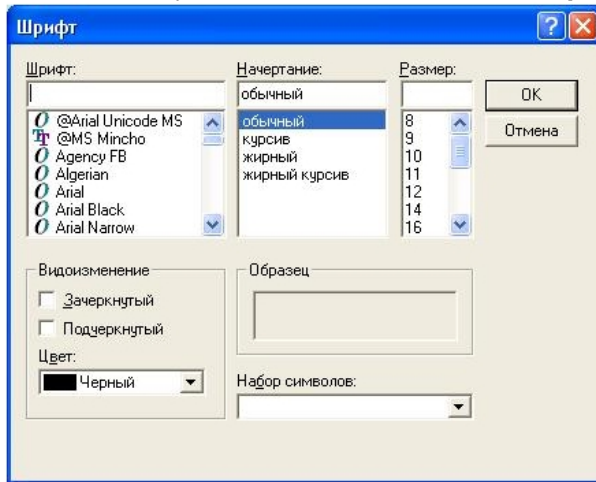 Шрифт
Шрифт:
Начертание:
Размер:
обычный
@Arial Unicode MS
@MS Mincho
Agency FB
Algerian
Arial
Arial Black
Arial Narrow
обычный
курсив
жирный
жирный курсив
8
9
10
11
12
14
16
OK
Отмена
Видоизменение
Зачеркнутый
Подчеркнутый
Цвет:
Черный
Образец
Набор символов: